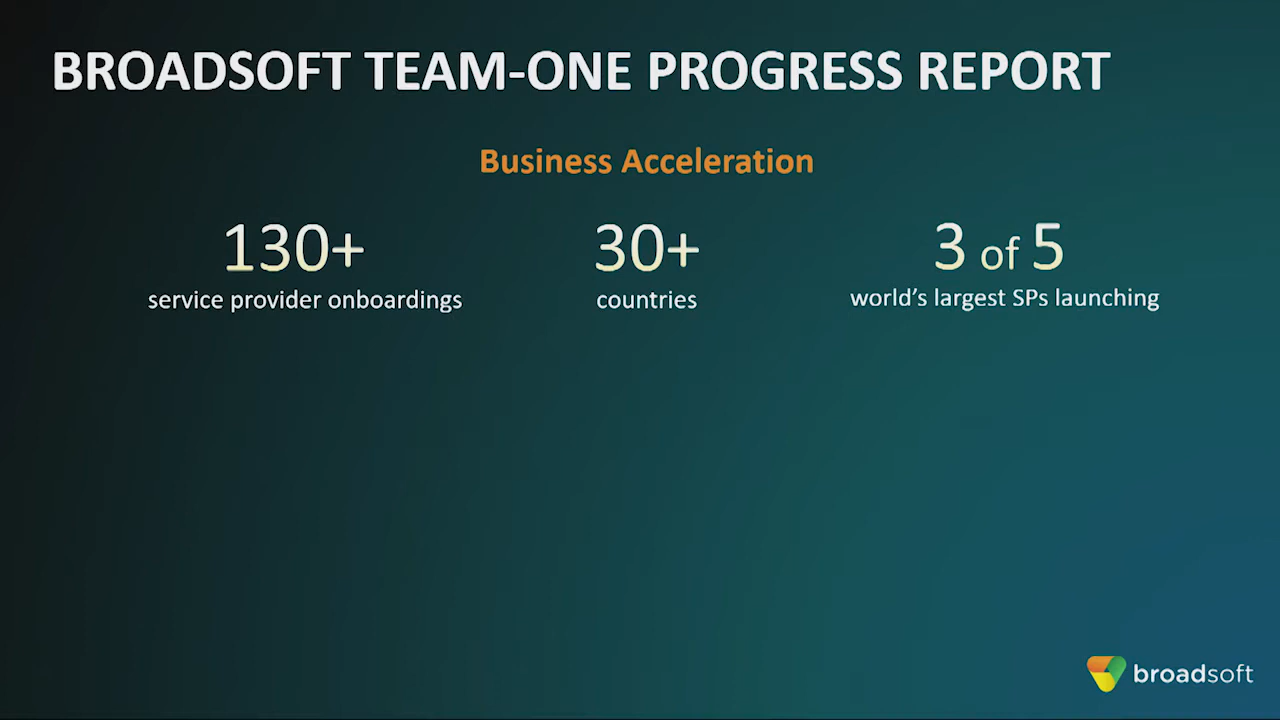 BROADSOFT TEAM-ONE PROGRESS REPORT
Business Acceleration
130+
service provider onboardings
30+
countries
3 of 5
world's largest SPs launching
broadsoft